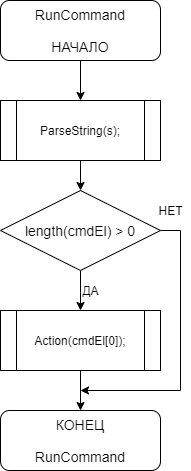 RunCommand
НАЧАЛО
ParseString(s);
length(cmdEl) > 0
НЕТ
ДА
Action(cmdEl[0]);
КОНЕЦ
RunCommand